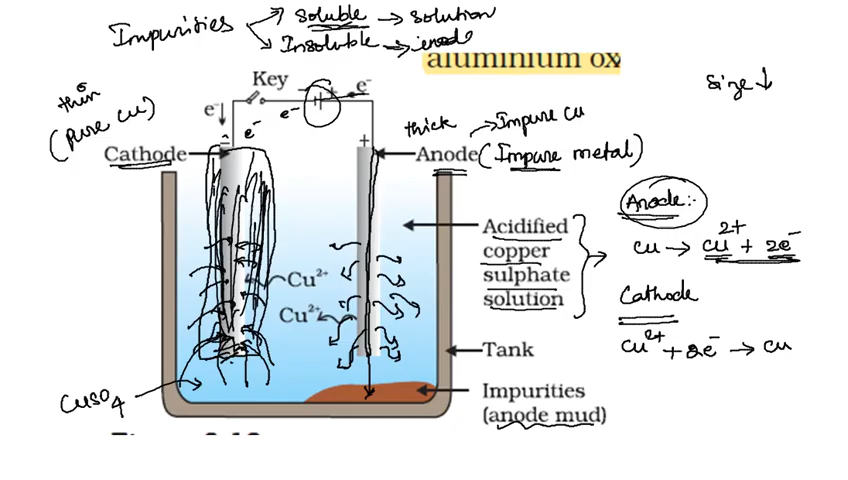 Impurities
soluble → solution
Insoluble →
aluminium ox
size ↓
Key
e⁻
e⁻
e⁻
e⁻
thin
(pure cu)
thick
→ Impure cu
−
+
Cathode
Anode (Impure metal)
Anode:-
cu → cu²⁺ + 2e⁻
Acidified
copper
sulphate
solution
Cu²⁺
Cu²⁺
Cathode
cu²⁺ + 2e⁻ → cu
Tank
CuSO₄
Impurities
(anode mud)